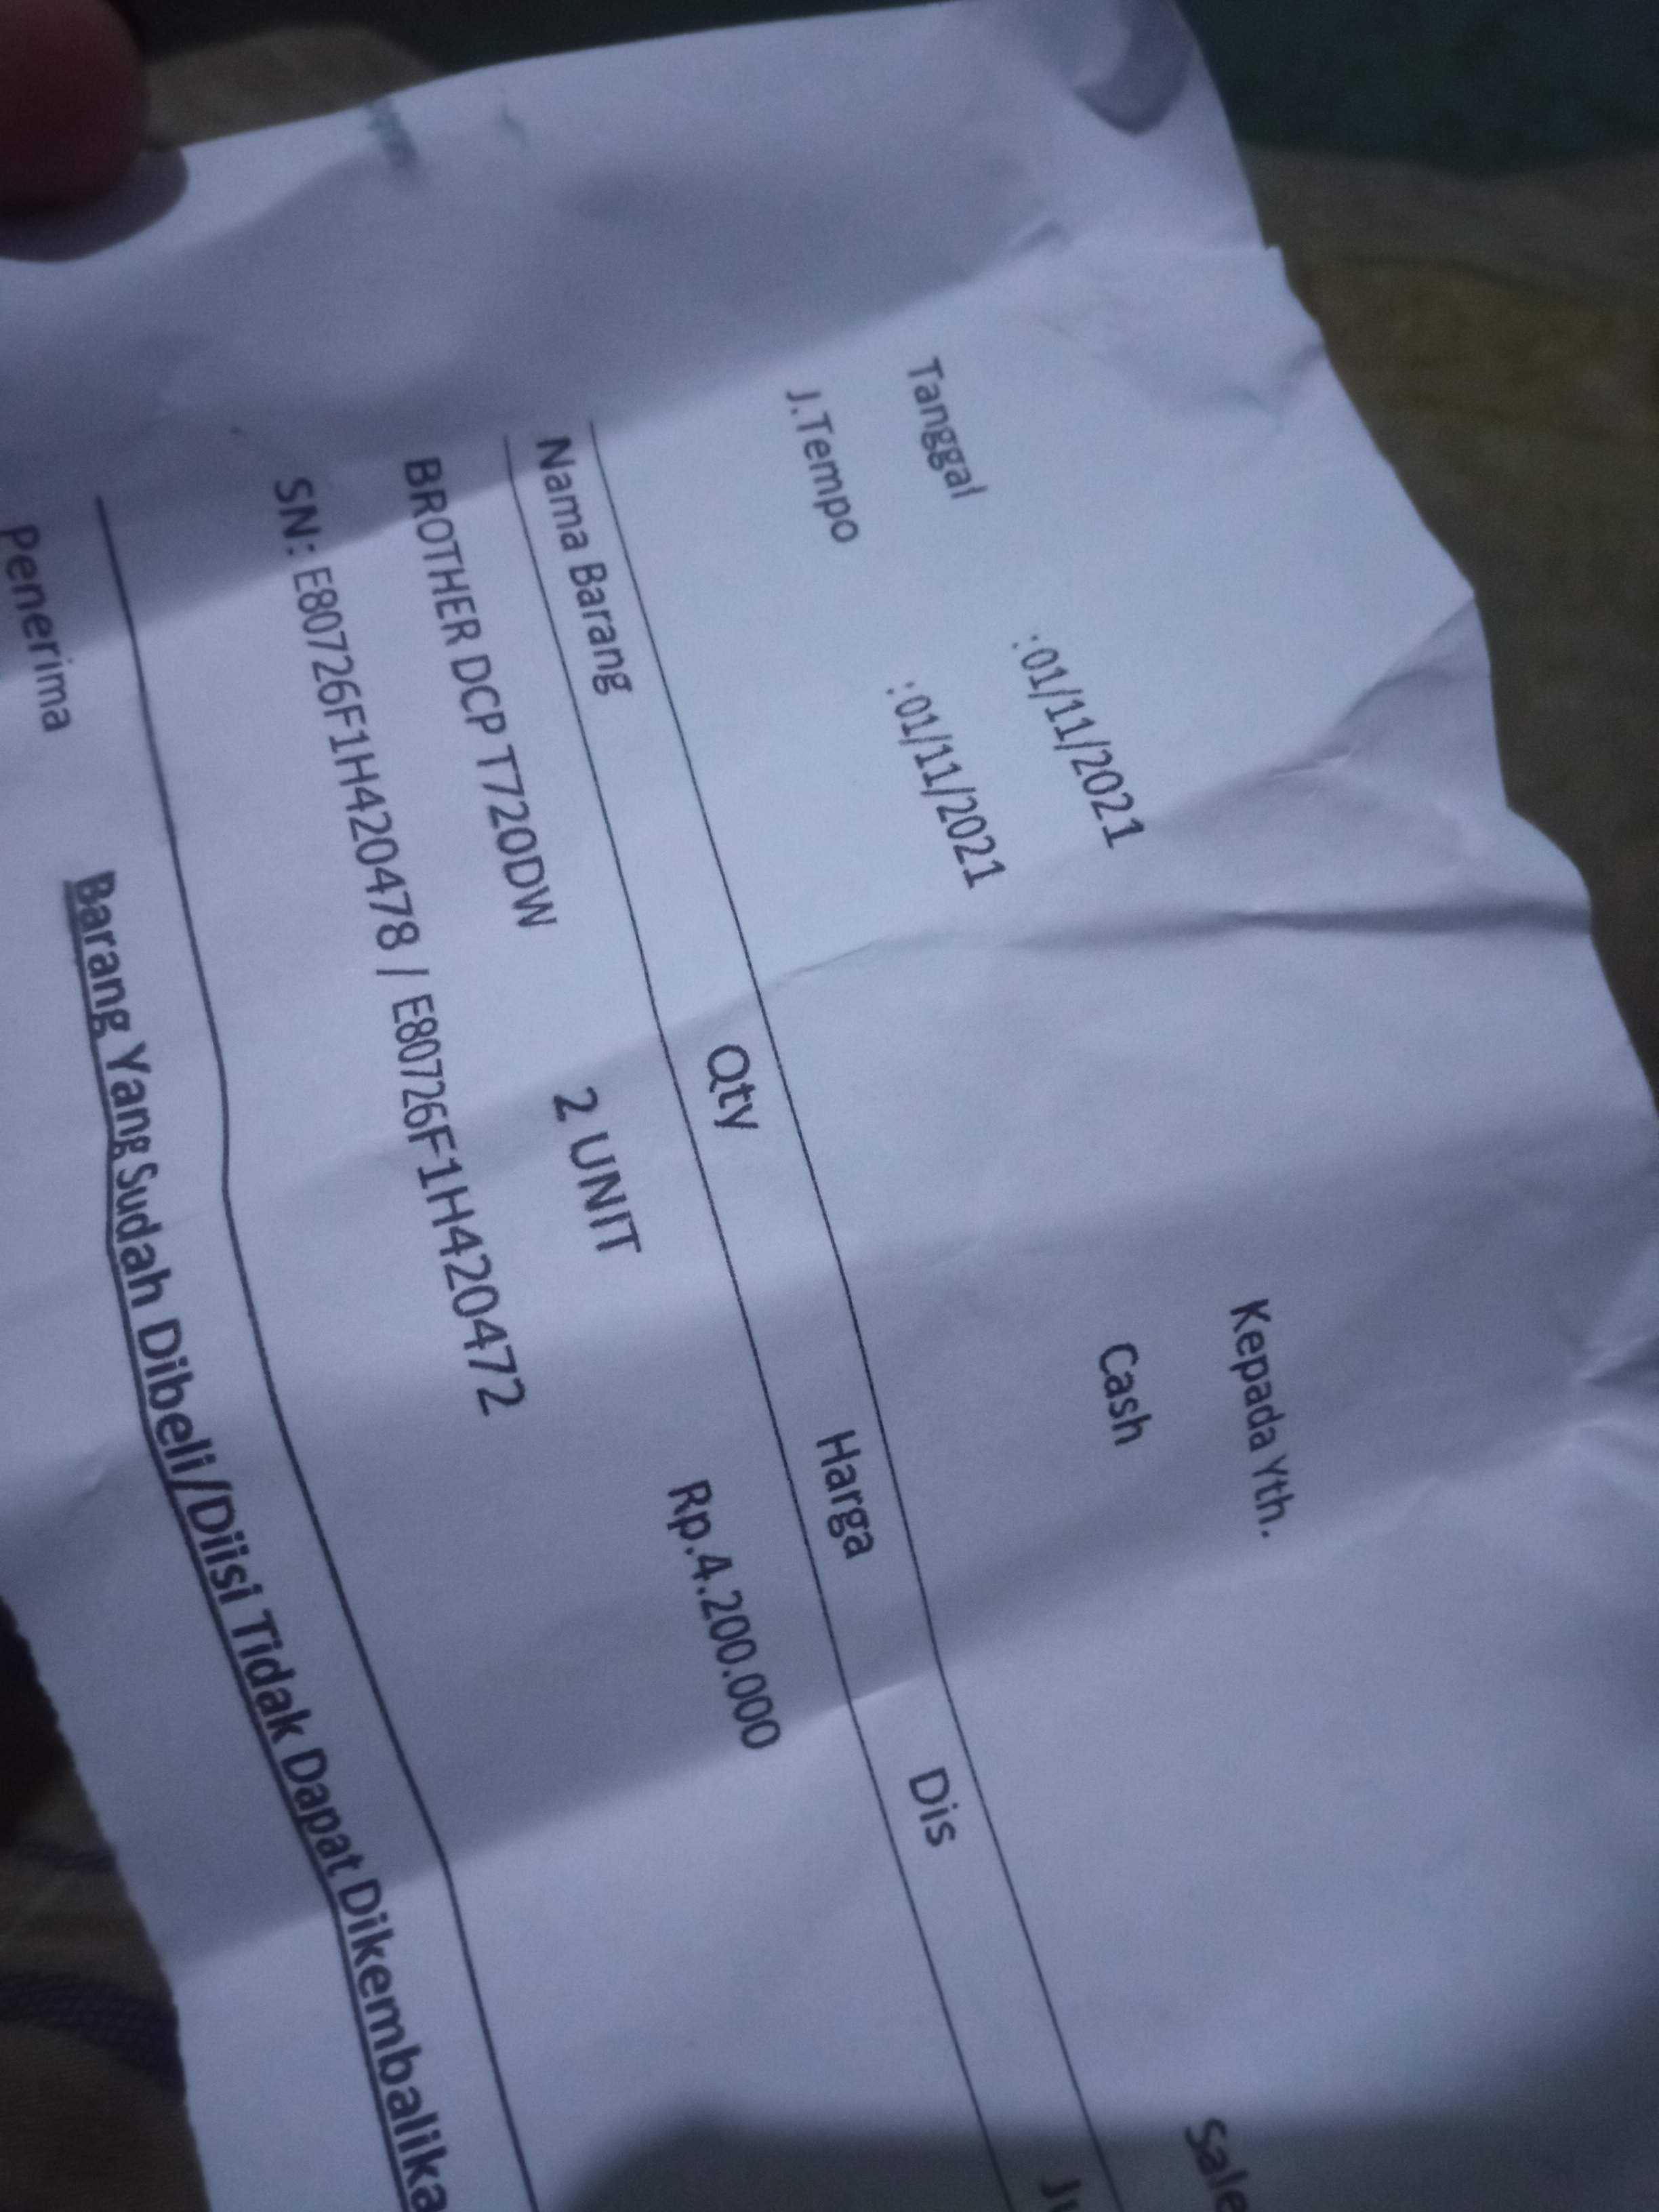 Kepada Yth.
Tanggal :01/11/2021 Cash
J.Tempo :01/11/2021
Nama Barang Qty Harga Dis
BROTHER DCP T720DW 2 UNIT Rp.4.200.000
SN: E80726F1H420478 / E80726F1H420472
Barang Yang Sudah Dibeli/Diisi Tidak Dapat Dikembalika
Penerima